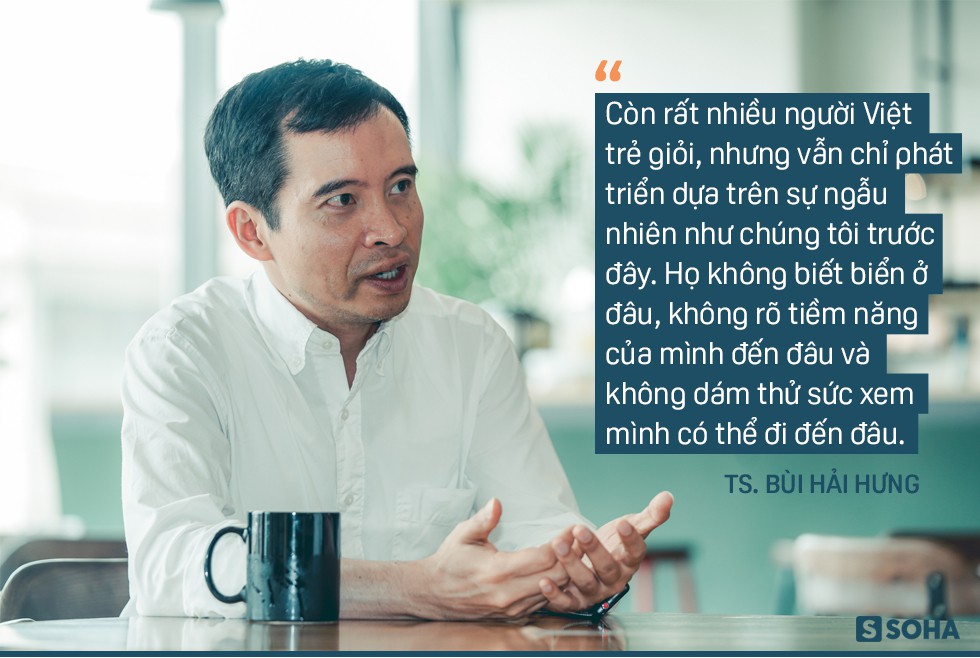 “
Còn rất nhiều người Việt
trẻ giỏi, nhưng vẫn chỉ phát
triển dựa trên sự ngẫu
nhiên như chúng tôi trước
đây. Họ không biết biển ở
đâu, không rõ tiềm năng
của mình đến đâu và
không dám thử sức xem
mình có thể đi đến đâu.
TS. BÙI HẢI HƯNG
S SOHA